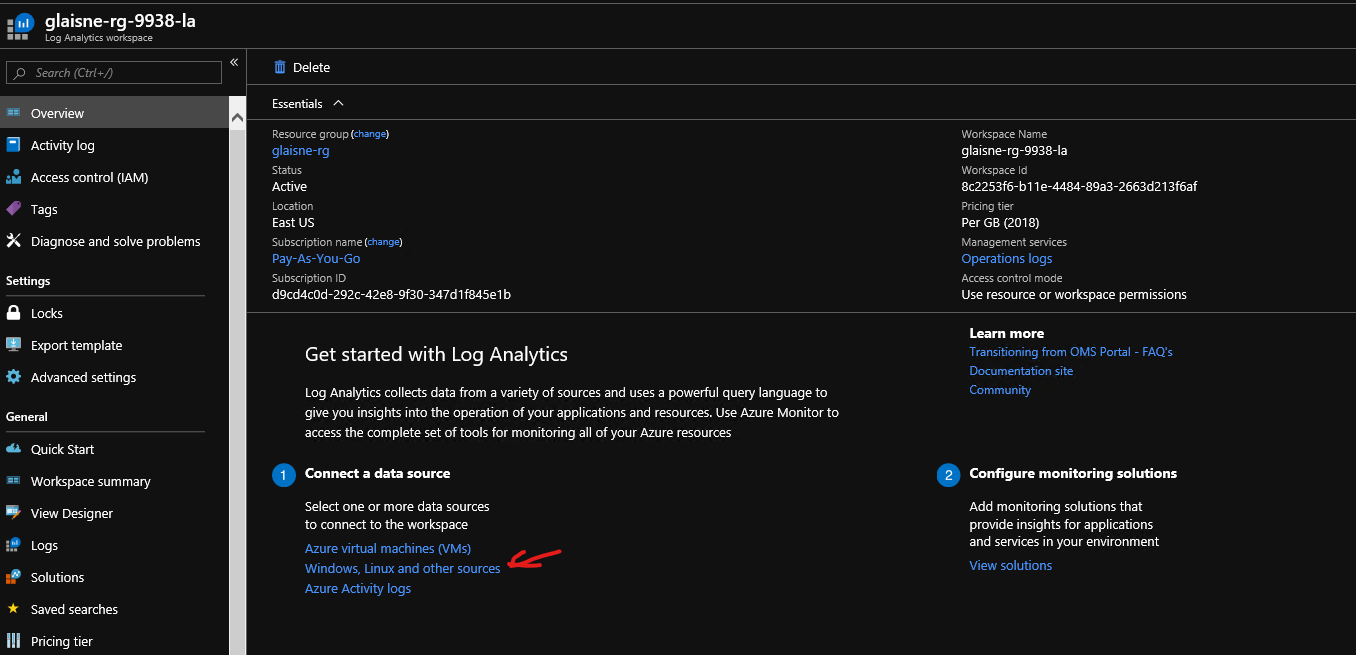 glaisne-rg-9938-la
Log Analytics workspace
Search (Ctrl+/)
«
Overview
Activity log
Access control (IAM)
Tags
Diagnose and solve problems
Settings
Locks
Export template
Advanced settings
General
Quick Start
Workspace summary
View Designer
Logs
Solutions
Saved searches
Pricing tier
Delete
Essentials
Resource group (change)
glaisne-rg
Status
Active
Location
East US
Subscription name (change)
Pay-As-You-Go
Subscription ID
d9cd4c0d-292c-42e8-9f30-347d1f845e1b
Workspace Name
glaisne-rg-9938-la
Workspace Id
8c2253f6-b11e-4484-89a3-2663d213f6af
Pricing tier
Per GB (2018)
Management services
Operations logs
Access control mode
Use resource or workspace permissions
Get started with Log Analytics
Log Analytics collects data from a variety of sources and uses a powerful query language to
give you insights into the operation of your applications and resources. Use Azure Monitor to
access the complete set of tools for monitoring all of your Azure resources
Learn more
Transitioning from OMS Portal - FAQ's
Documentation site
Community
1 Connect a data source
Select one or more data sources
to connect to the workspace
Azure virtual machines (VMs)
Windows, Linux and other sources
Azure Activity logs
2 Configure monitoring solutions
Add monitoring solutions that
provide insights for applications
and services in your environment
View solutions